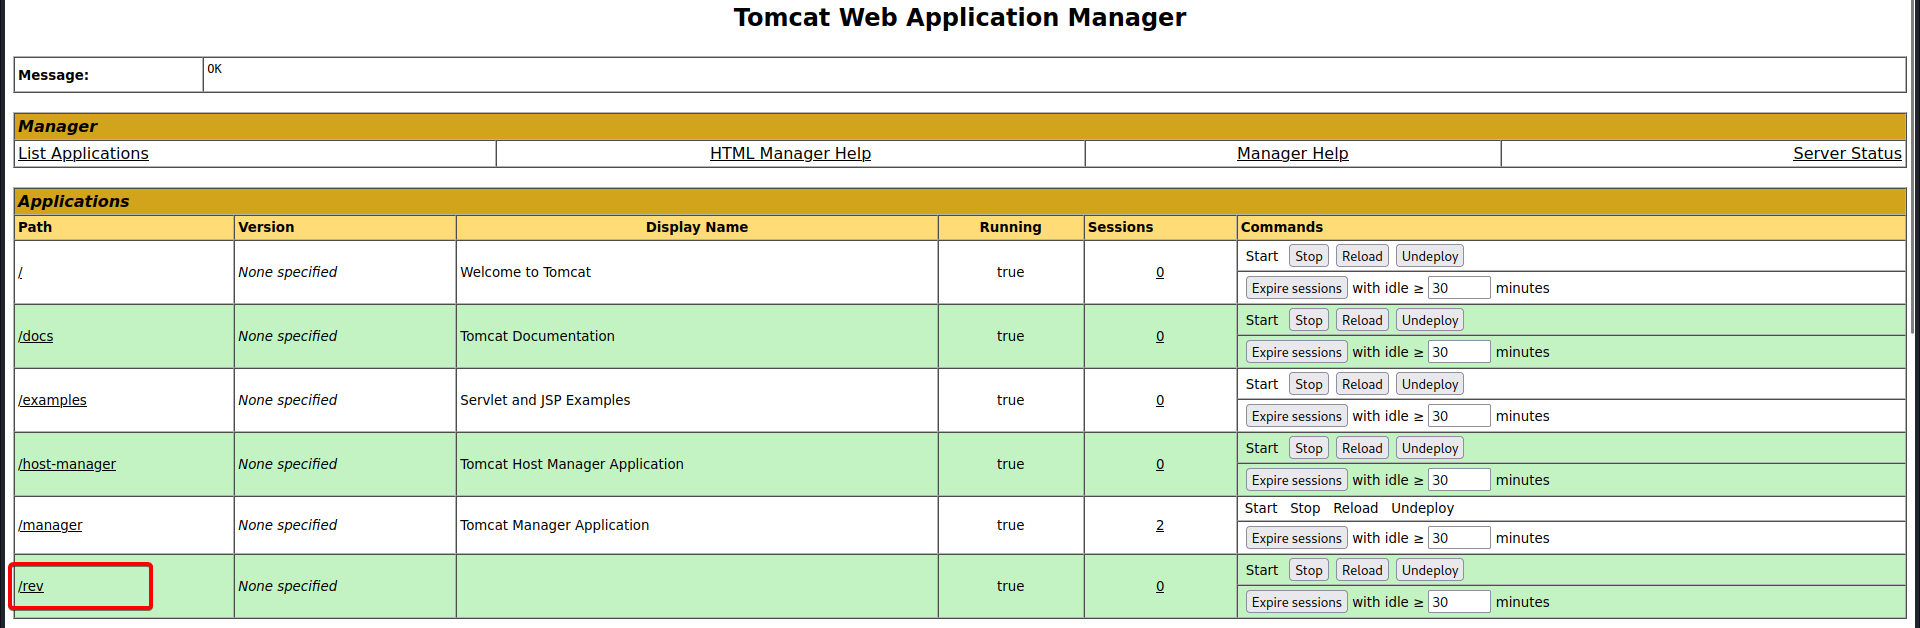 Tomcat Web Application Manager
Message: OK
Manager
List Applications HTML Manager Help Manager Help Server Status
Applications
Path Version Display Name Running Sessions Commands
/ None specified Welcome to Tomcat true 0 Start Stop Reload Undeploy
Expire sessions with idle ≥ 30 minutes
/docs None specified Tomcat Documentation true 0 Start Stop Reload Undeploy
Expire sessions with idle ≥ 30 minutes
/examples None specified Servlet and JSP Examples true 0 Start Stop Reload Undeploy
Expire sessions with idle ≥ 30 minutes
/host-manager None specified Tomcat Host Manager Application true 0 Start Stop Reload Undeploy
Expire sessions with idle ≥ 30 minutes
/manager None specified Tomcat Manager Application true 2 Start Stop Reload Undeploy
Expire sessions with idle ≥ 30 minutes
/rev None specified true 0 Start Stop Reload Undeploy
Expire sessions with idle ≥ 30 minutes